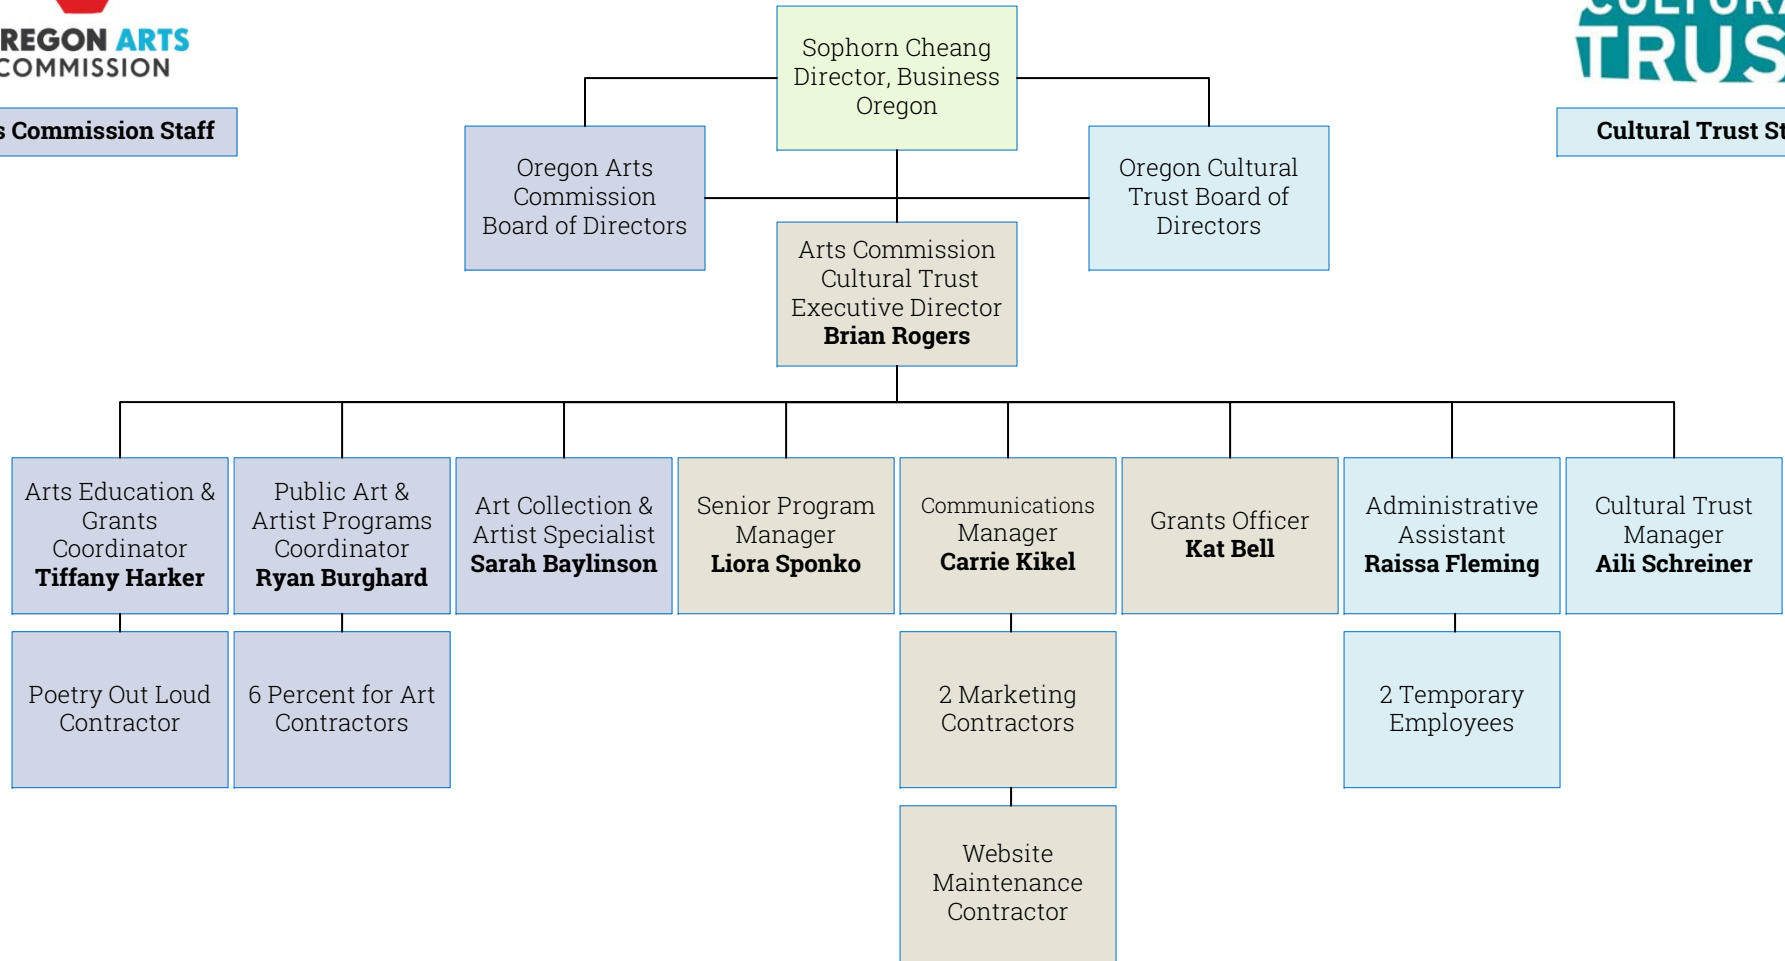 REGON ARTS
COMMISSION
Commission Staff
Sophorn Cheang
Director, Business
Oregon
TRUS
Cultural Trust
Oregon Arts
Commission
Board of Directors
Oregon Cultural
Trust Board of
Directors
Arts Commission
Cultural Trust
Executive Director
Brian Rogers
Arts Education &
Grants
Coordinator
Tiffany Harker
Public Art &
Artist Programs
Coordinator
Ryan Burghard
Art Collection &
Artist Specialist
Sarah Baylinson
Senior Program
Manager
Liora Sponko
Communications
Manager
Carrie Kikel
Grants Officer
Kat Bell
Administrative
Assistant
Raissa Fleming
Cultural Trust
Manager
Aili Schreiner
Poetry Out Loud
Contractor
6 Percent for Art
Contractors
2 Marketing
Contractors
2 Temporary
Employees
Website
Maintenance
Contractor